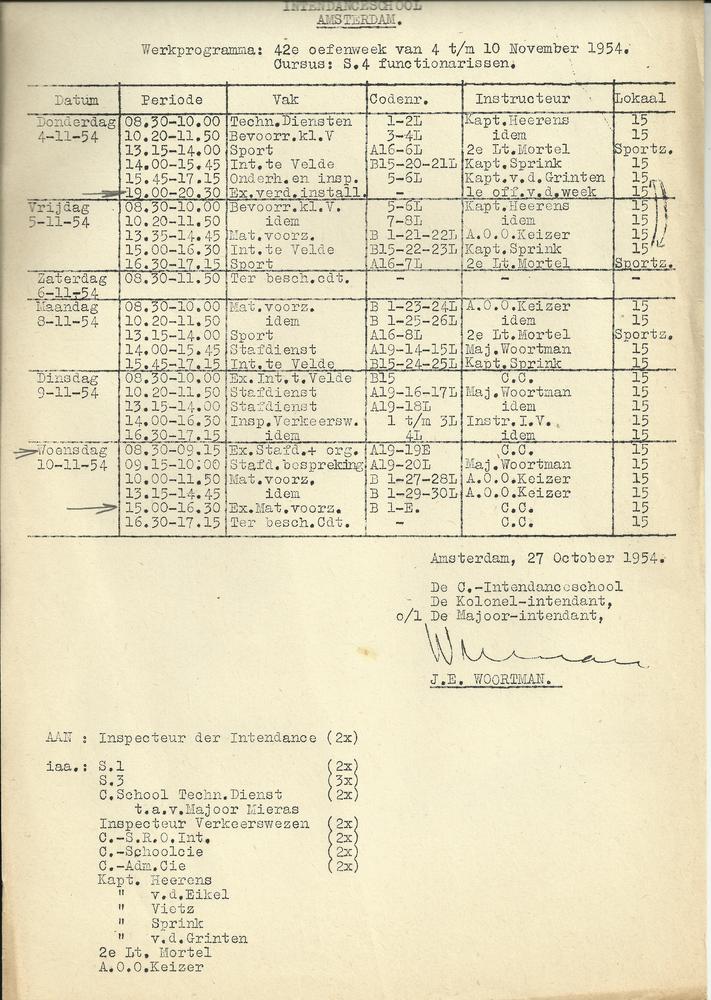 INTENDANCESCHOOL
AMSTERDAM.
Werkprogramma: 42e oefenweek van 4 t/m 10 November 1954.
Cursus: S.4 functionarissen.
Datum Periode Vak Codenr. Instructeur Lokaal
Donderdag 08.30-10.00 Techn.Diensten 1-2L Kapt.Heerens 15
4-11-54 10.20-11.50 Bevoorr.kl.V 3-4L idem 15
13.15-14.00 Sport A16-6L 2e Lt.Mortel Sportz.
14.00-15.45 Int.te Velde B15-20-21L Kapt.Sprink 15
15.45-17.15 Onderh.en insp. 5-6L Kapt.v.d.Grinten 15
19.00-20.30 Ex.verd.install. - 1e off.v.d.week 15
Vrijdag 08.30-10.00 Bevoorr.kl.V. 5-6L Kapt.Heerens 15
5-11-54 10.20-11.50 idem 7-8L idem 15
13.35-14.45 Mat.voorz. B 1-21-22L A.O.O.Keizer 15
15.00-16.30 Int.te Velde B15-22-23L Kapt.Sprink 15
16.30-17.15 Sport A16-7L 2e Lt.Mortel Sportz.
Zaterdag 08.30-11.50 Ter besch.cdt. - - -
6-11-54
Maandag 08.30-10.00 Mat.voorz. B 1-23-24L A.O.O.Keizer 15
8-11-54 10.20-11.50 idem B 1-25-26L idem 15
13.15-14.00 Sport A16-8L 2e Lt.Mortel Sportz.
14.00-15.45 Stafdienst A19-14-15L Maj.Woortman 15
15.45-17.15 Int.te Velde B15-24-25L Kapt.Sprink 15
Dinsdag 08.30-10.00 Ex.Int.t.Velde B15 C.C. 15
9-11-54 10.20-11.50 Stafdienst A19-16-17L Maj.Woortman 15
13.15-14.00 Stafdienst A19-18L idem 15
14.00-16.30 Insp.Verkeersw. 1 t/m 3L Instr.I.V. 15
16.30-17.15 idem 4L idem 15
Woensdag 08.30-09.15 Ex.Stafd.+ org. A19-19E C.C. 15
10-11-54 09.15-10.00 Stafd.bespreking A19-20L Maj.Woortman 15
10.00-11.50 Mat.voorz. B 1-27-28L A.O.O.Keizer 15
13.15-14.45 idem B 1-29-30L A.O.O.Keizer 15
15.00-16.30 Ex.Mat.voorz. B 1-E. C.C. 15
16.30-17.15 Ter besch.Cdt. - C.C. 15
Amsterdam, 27 October 1954.
De C.-Intendanceschool
De Kolonel-intendant,
o/l De Majoor-intendant,
J.E. WOORTMAN.
AAN : Inspecteur der Intendance (2x)
iaa.: S.1 (2x)
S.3 (3x)
C.School Techn.Dienst (2x)
t.a.v.Majoor Mieras
Inspecteur Verkeerswezen (2x)
C.-S.R.O.Int. (2x)
C.-Schoolcie (2x)
C.-Adm.Cie (2x)
Kapt. Heerens
" v.d.Eikel
" Vietz
" Sprink
" v.d.Grinten
2e Lt. Mortel
A.O.O.Keizer